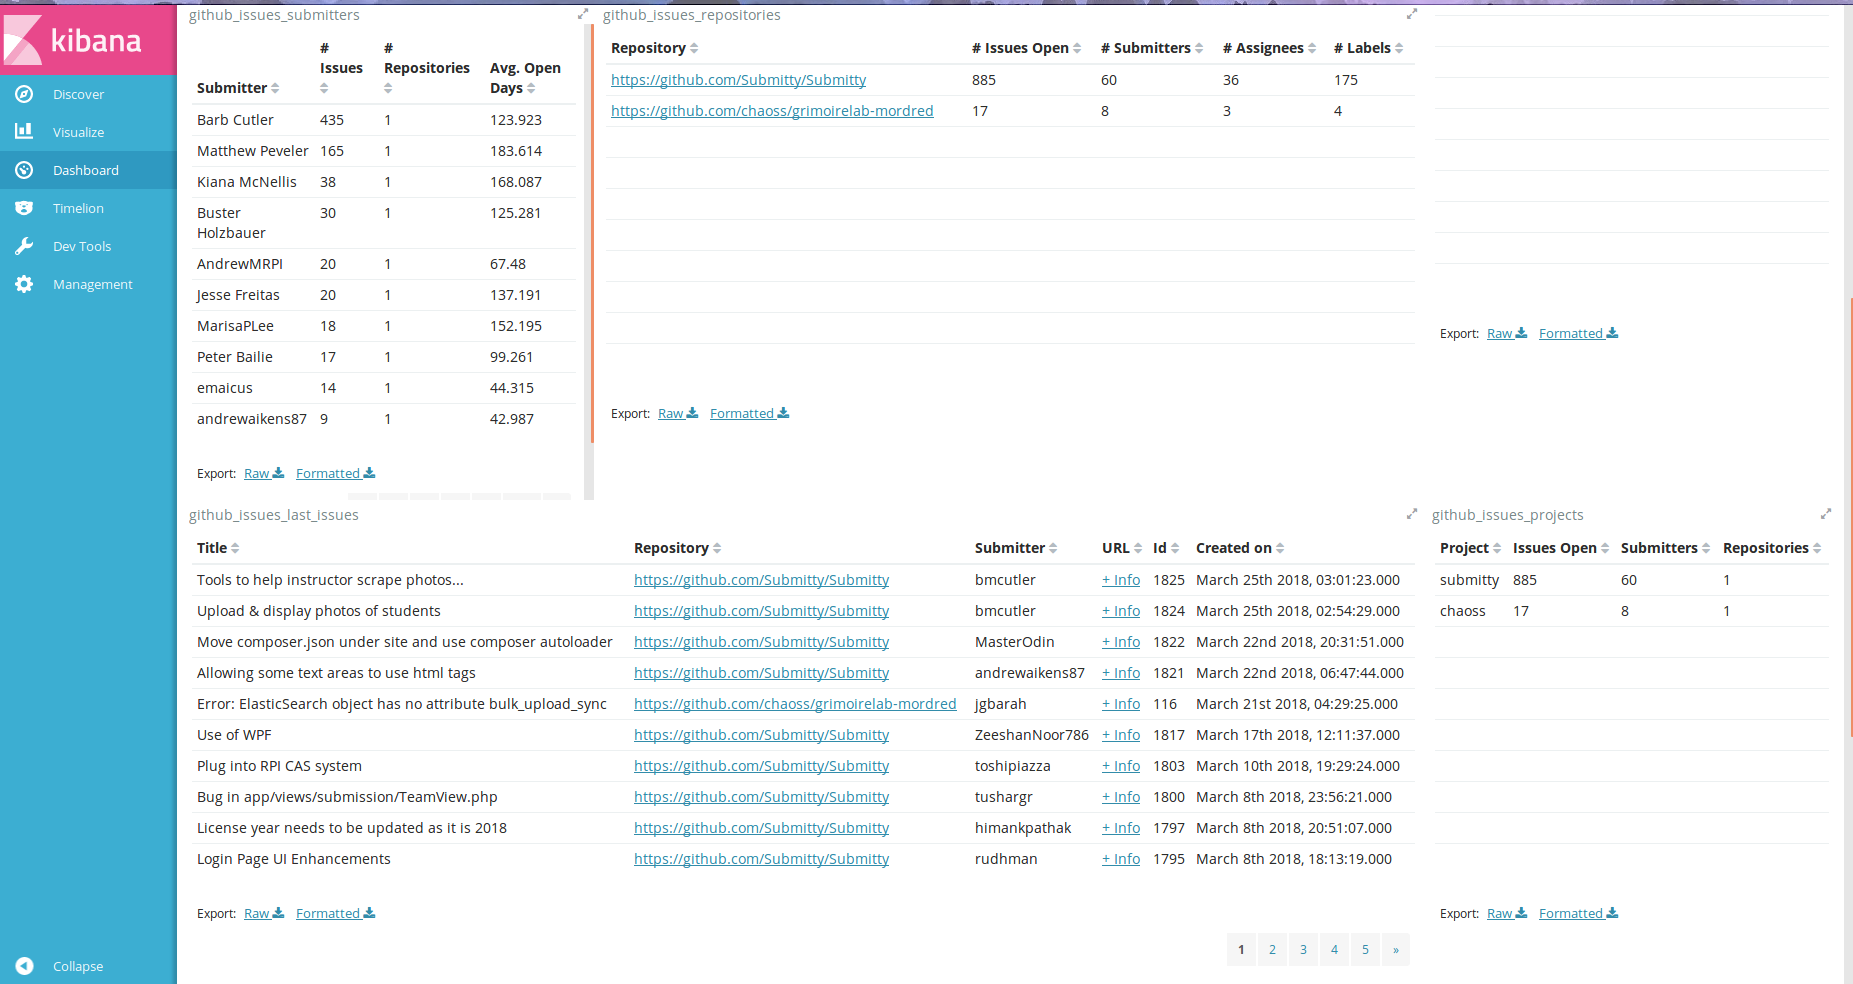 kibana
Discover
Visualize
Dashboard
Timelion
Dev Tools
Management
Collapse
github_issues_submitters
Submitter # Issues # Repositories Avg. Open Days
Barb Cutler 435 1 123.923
Matthew Peveler 165 1 183.614
Kiana McNellis 38 1 168.087
Buster Holzbauer 30 1 125.281
AndrewMRPI 20 1 67.48
Jesse Freitas 20 1 137.191
MarisaPLee 18 1 152.195
Peter Bailie 17 1 99.261
emaicus 14 1 44.315
andrewaikens87 9 1 42.987
Export: Raw Formatted
github_issues_repositories
Repository # Issues Open # Submitters # Assignees # Labels
https://github.com/Submitty/Submitty 885 60 36 175
https://github.com/chaoss/grimoirelab-mordred 17 8 3 4
Export: Raw Formatted
Export: Raw Formatted
github_issues_last_issues
Title Repository Submitter URL Id Created on
Tools to help instructor scrape photos... https://github.com/Submitty/Submitty bmcutler + Info 1825 March 25th 2018, 03:01:23.000
Upload & display photos of students https://github.com/Submitty/Submitty bmcutler + Info 1824 March 25th 2018, 02:54:29.000
Move composer.json under site and use composer autoloader https://github.com/Submitty/Submitty MasterOdin + Info 1822 March 22nd 2018, 20:31:51.000
Allowing some text areas to use html tags https://github.com/Submitty/Submitty andrewaikens87 + Info 1821 March 22nd 2018, 06:47:44.000
Error: ElasticSearch object has no attribute bulk_upload_sync https://github.com/chaoss/grimoirelab-mordred jgbarah + Info 116 March 21st 2018, 04:29:25.000
Use of WPF https://github.com/Submitty/Submitty ZeeshanNoor786 + Info 1817 March 17th 2018, 12:11:37.000
Plug into RPI CAS system https://github.com/Submitty/Submitty toshipiazza + Info 1803 March 10th 2018, 19:29:24.000
Bug in app/views/submission/TeamView.php https://github.com/Submitty/Submitty tushargr + Info 1800 March 8th 2018, 23:56:21.000
License year needs to be updated as it is 2018 https://github.com/Submitty/Submitty himankpathak + Info 1797 March 8th 2018, 20:51:07.000
Login Page UI Enhancements https://github.com/Submitty/Submitty rudhman + Info 1795 March 8th 2018, 18:13:19.000
Export: Raw Formatted
1 2 3 4 5 »
github_issues_projects
Project Issues Open Submitters Repositories
submitty 885 60 1
chaoss 17 8 1
Export: Raw Formatted